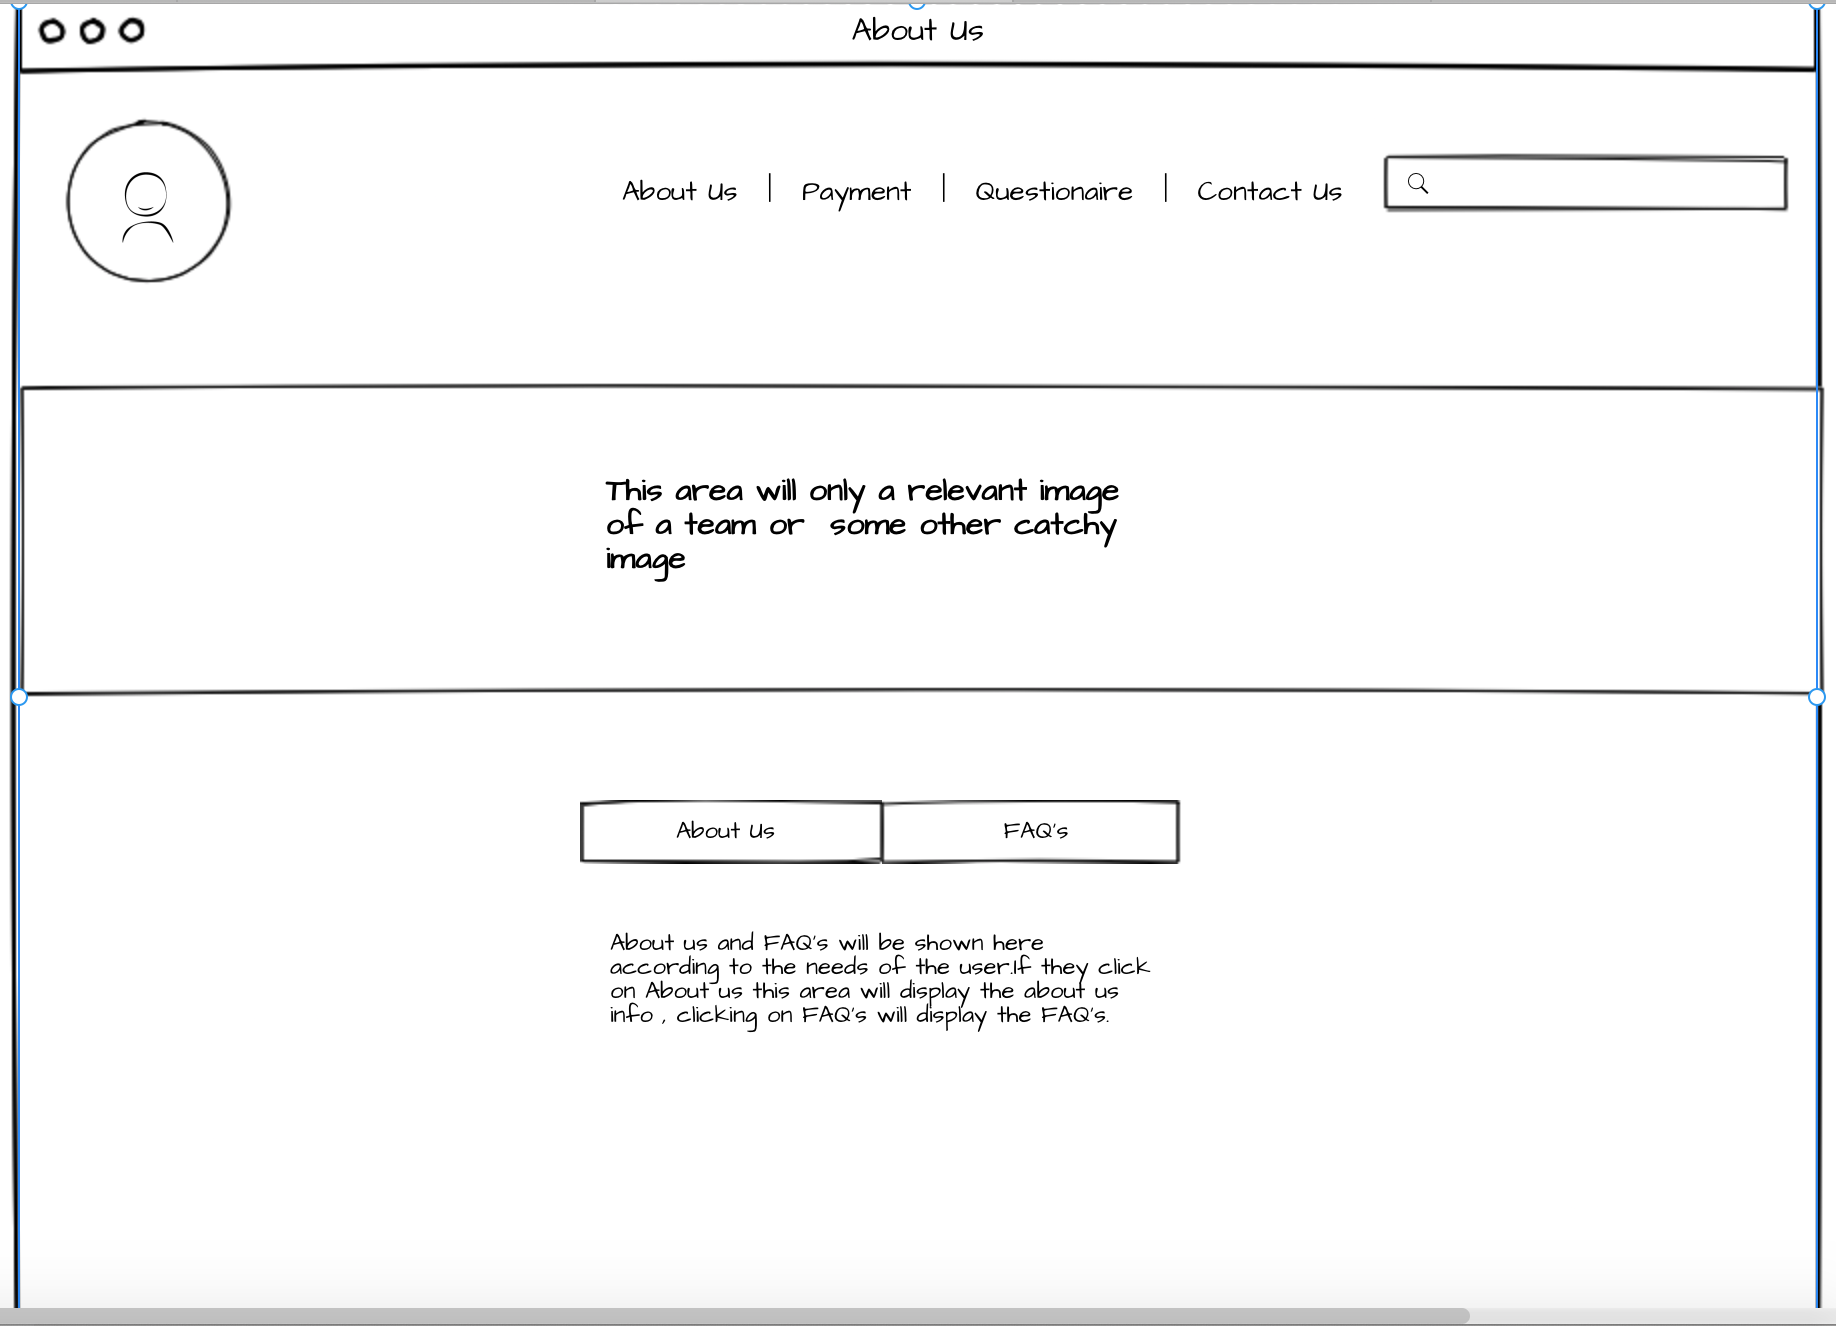 About Us
About Us | Payment | Questionaire | Contact Us
This area will only a relevant image
of a team or some other catchy
image
About Us
FAQ's
About us and FAQ's will be shown here
according to the needs of the user.If they click
on About us this area will display the about us
info , clicking on FAQ's will display the FAQ's.